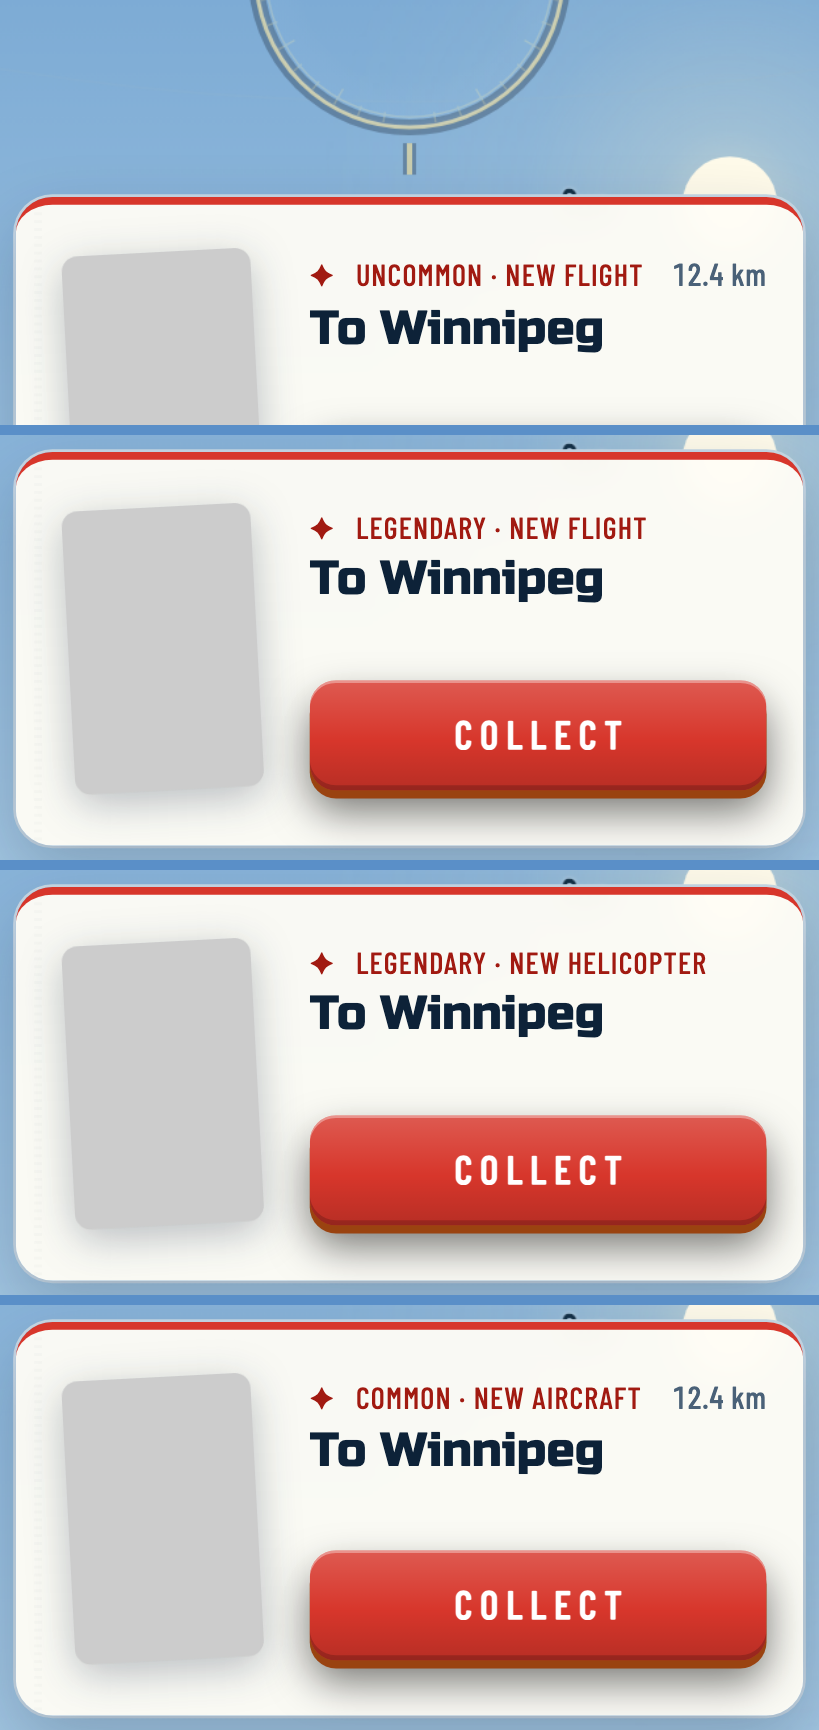 UNCOMMON · NEW FLIGHT 12.4 km
To Winnipeg
LEGENDARY · NEW FLIGHT
To Winnipeg
COLLECT
LEGENDARY · NEW HELICOPTER
To Winnipeg
COLLECT
COMMON · NEW AIRCRAFT 12.4 km
To Winnipeg
COLLECT